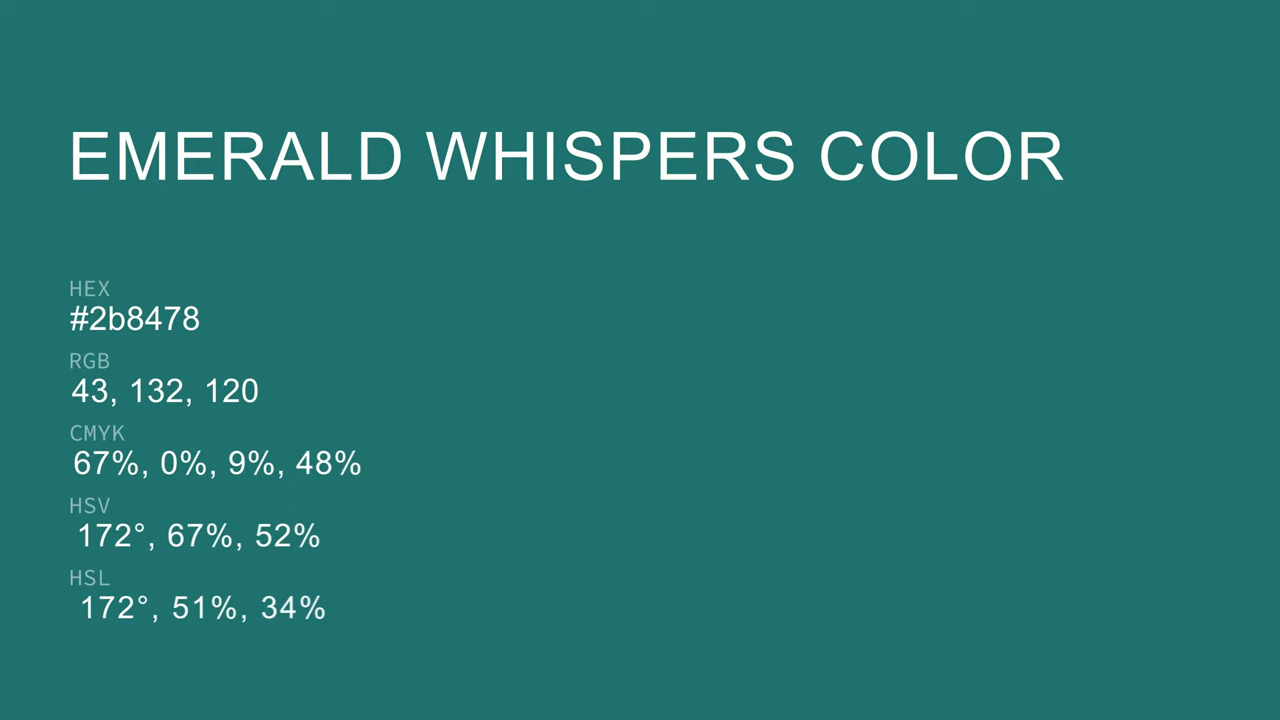 EMERALD WHISPERS COLOR
HEX
#2b8478
RGB
43, 132, 120
CMYK
67%, 0%, 9%, 48%
HSV
172°, 67%, 52%
HSL
172°, 51%, 34%